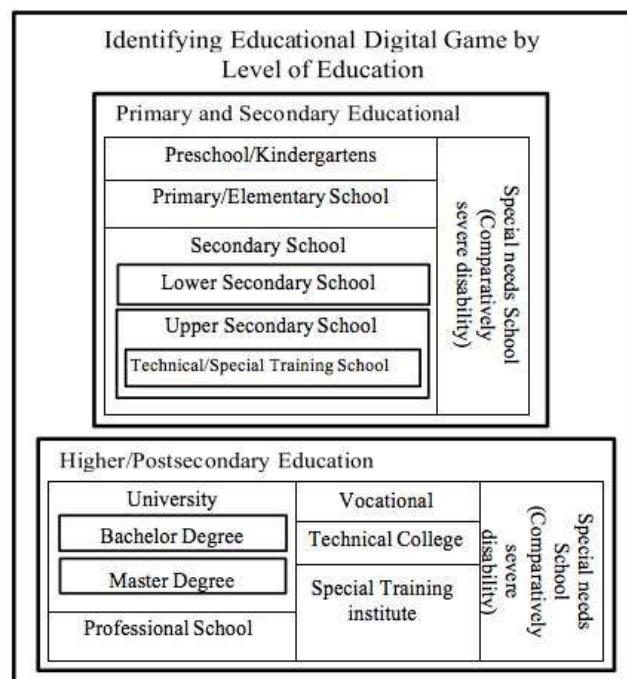 Identifying Educational Digital Game by
Level of Education
Primary and Secondary Educational
Preschool/Kindergartens
Primary/Elementary School
Secondary School
Lower Secondary School
Upper Secondary School
Technical/Special Training School
Special needs School
(Comparatively
severe disability)
Higher/Postsecondary Education
University
Bachelor Degree
Master Degree
Professional School
Vocational
Technical College
Special Training
institute
Special needs
School
(Comparatively
severe
disability)